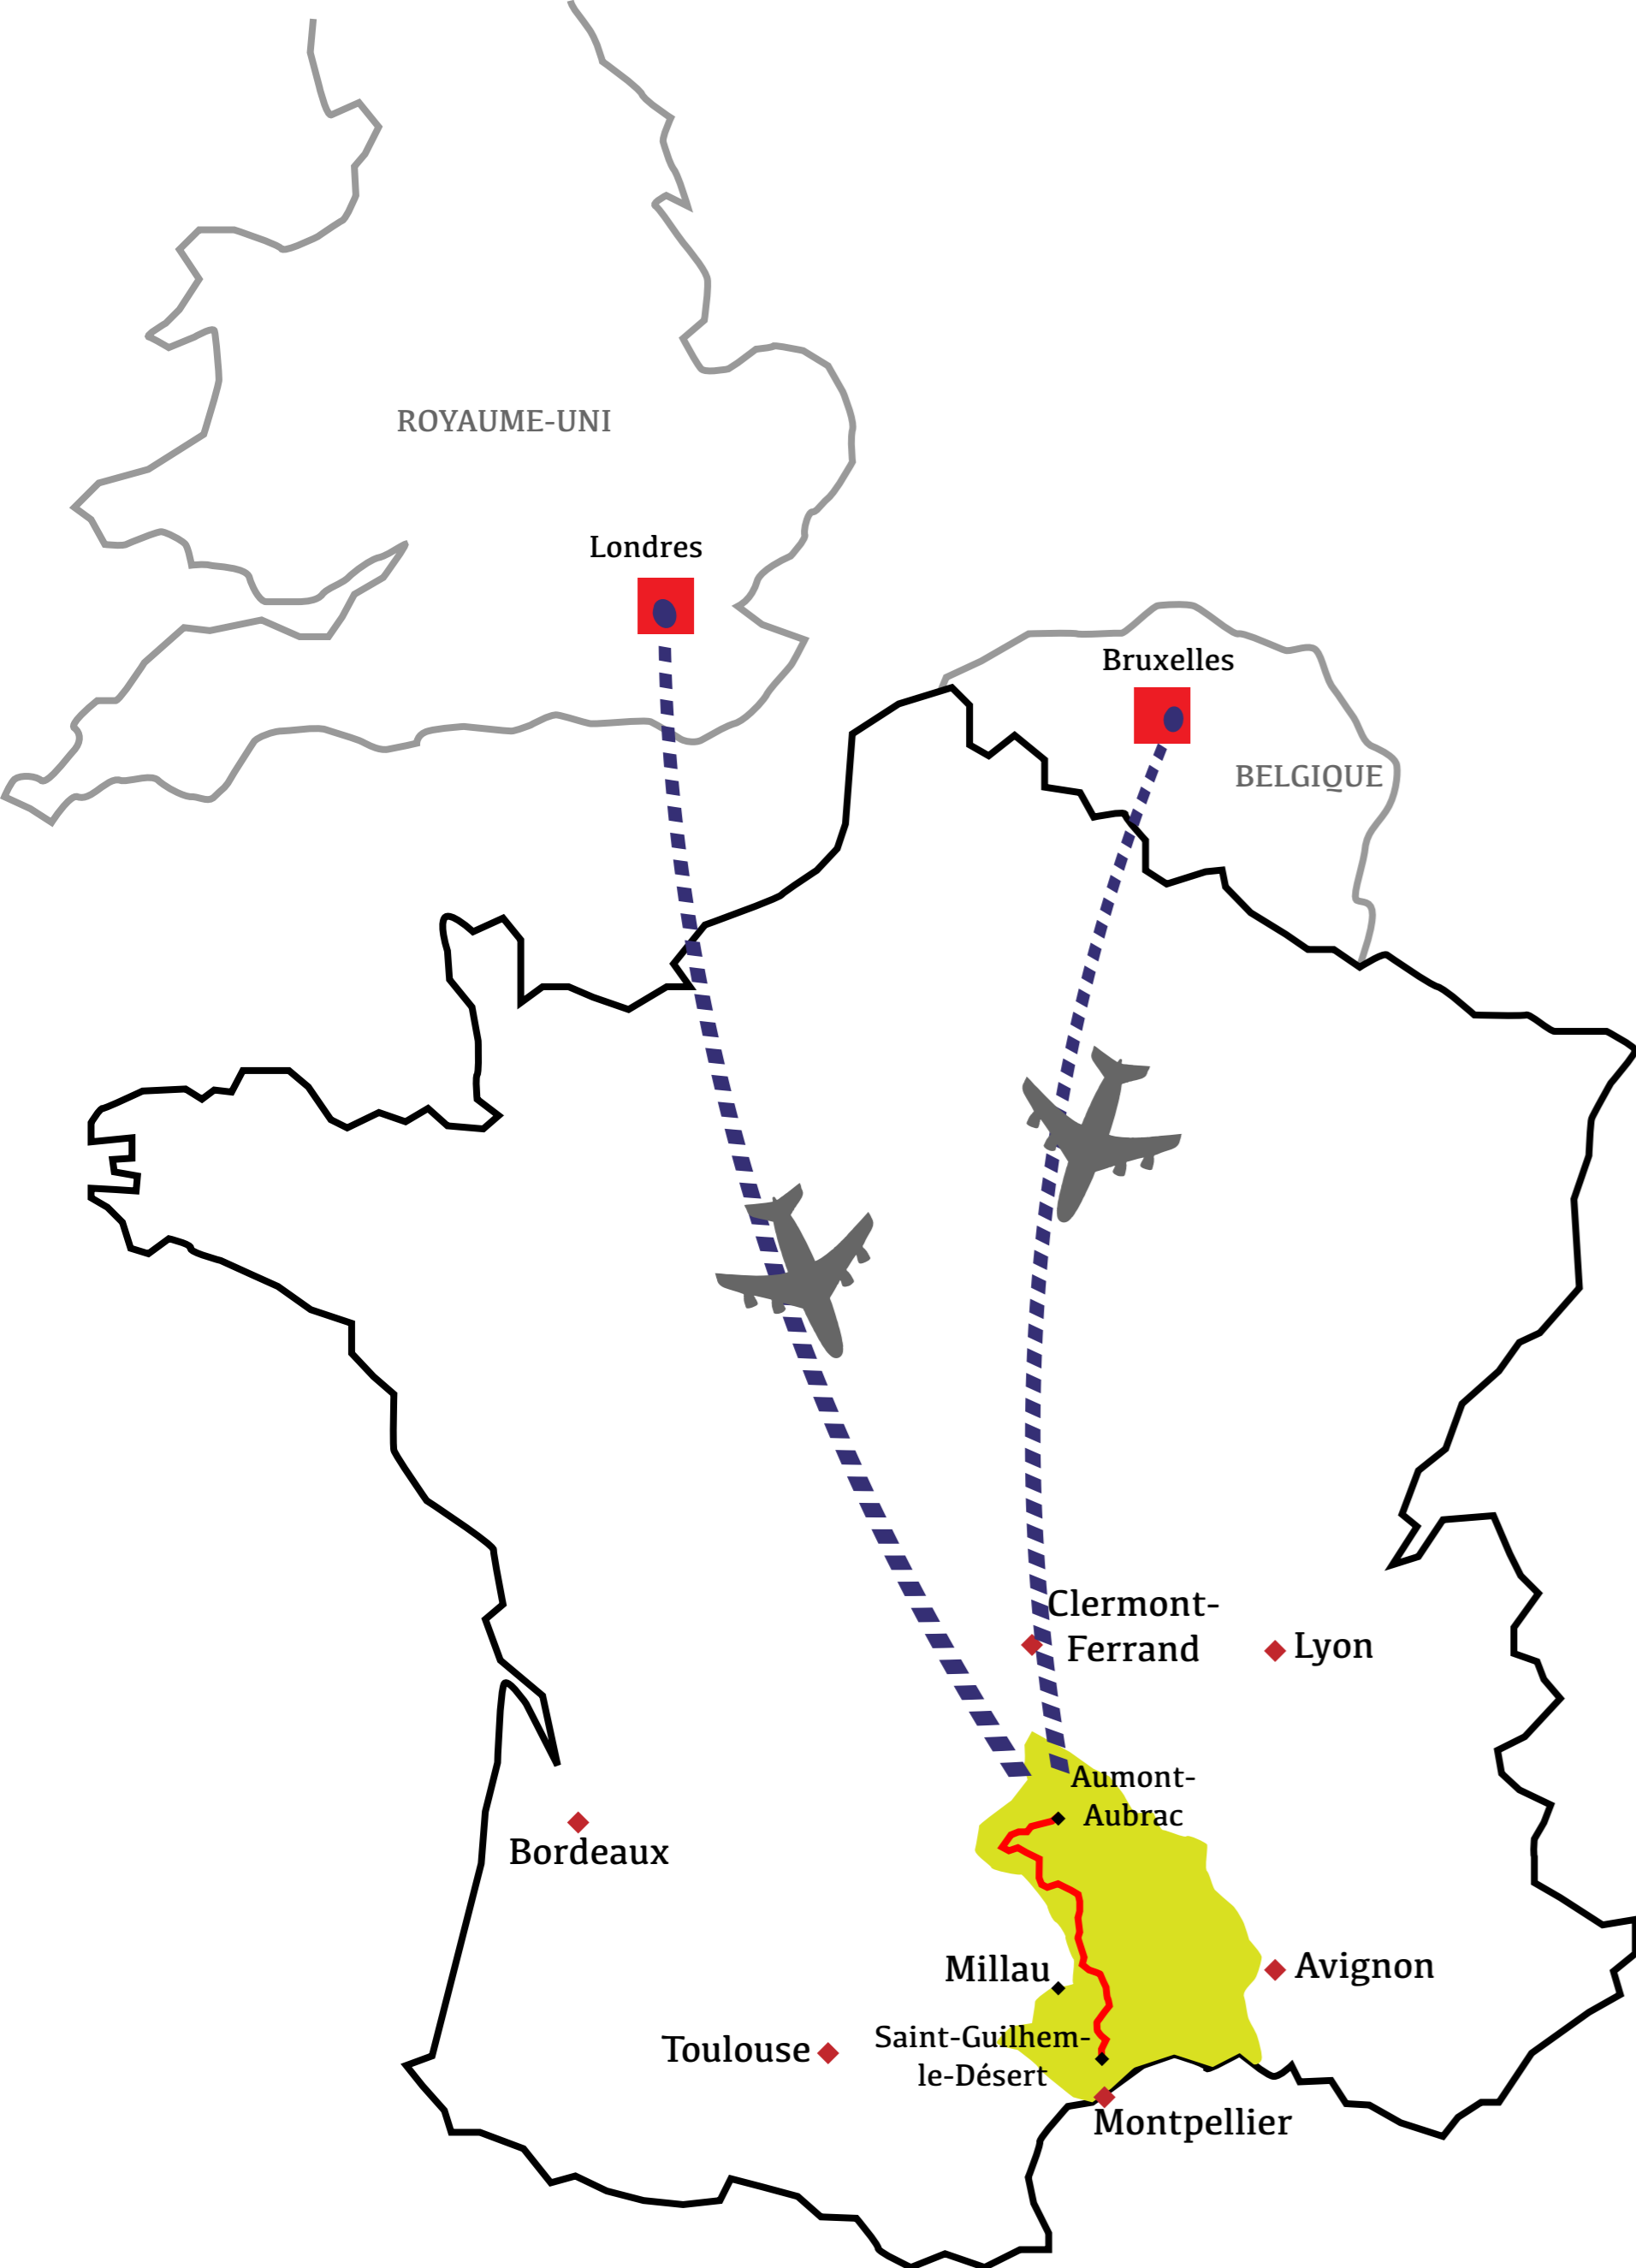 ROYAUME-UNI
Londres
Bruxelles
BELGIQUE
Clermont-
Ferrand
Lyon
Aumont-
Aubrac
Bordeaux
Millau
Avignon
Saint-Guilhem-
le-Désert
Toulouse
Montpellier